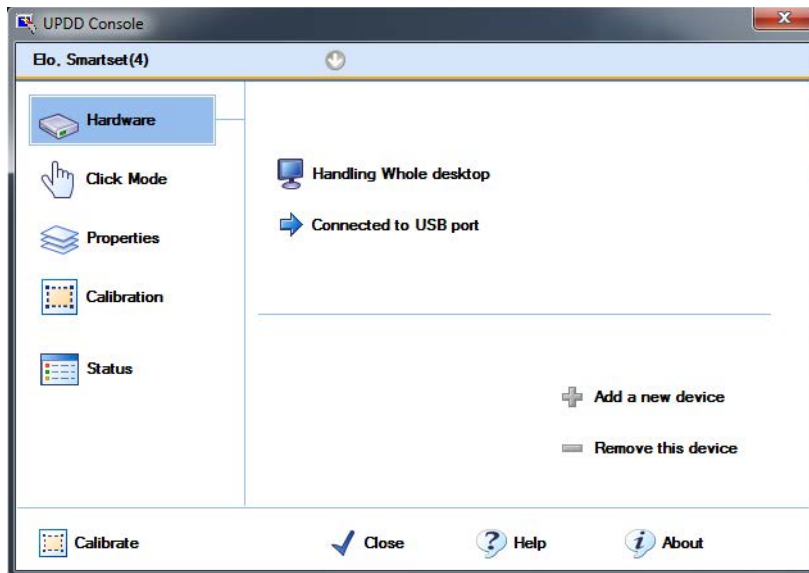 UPDD Console
Elo, Smartset(4)
Hardware
Click Mode
Properties
Calibration
Status
Handling Whole desktop
Connected to USB port
Add a new device
Remove this device
Calibrate
Close
Help
About